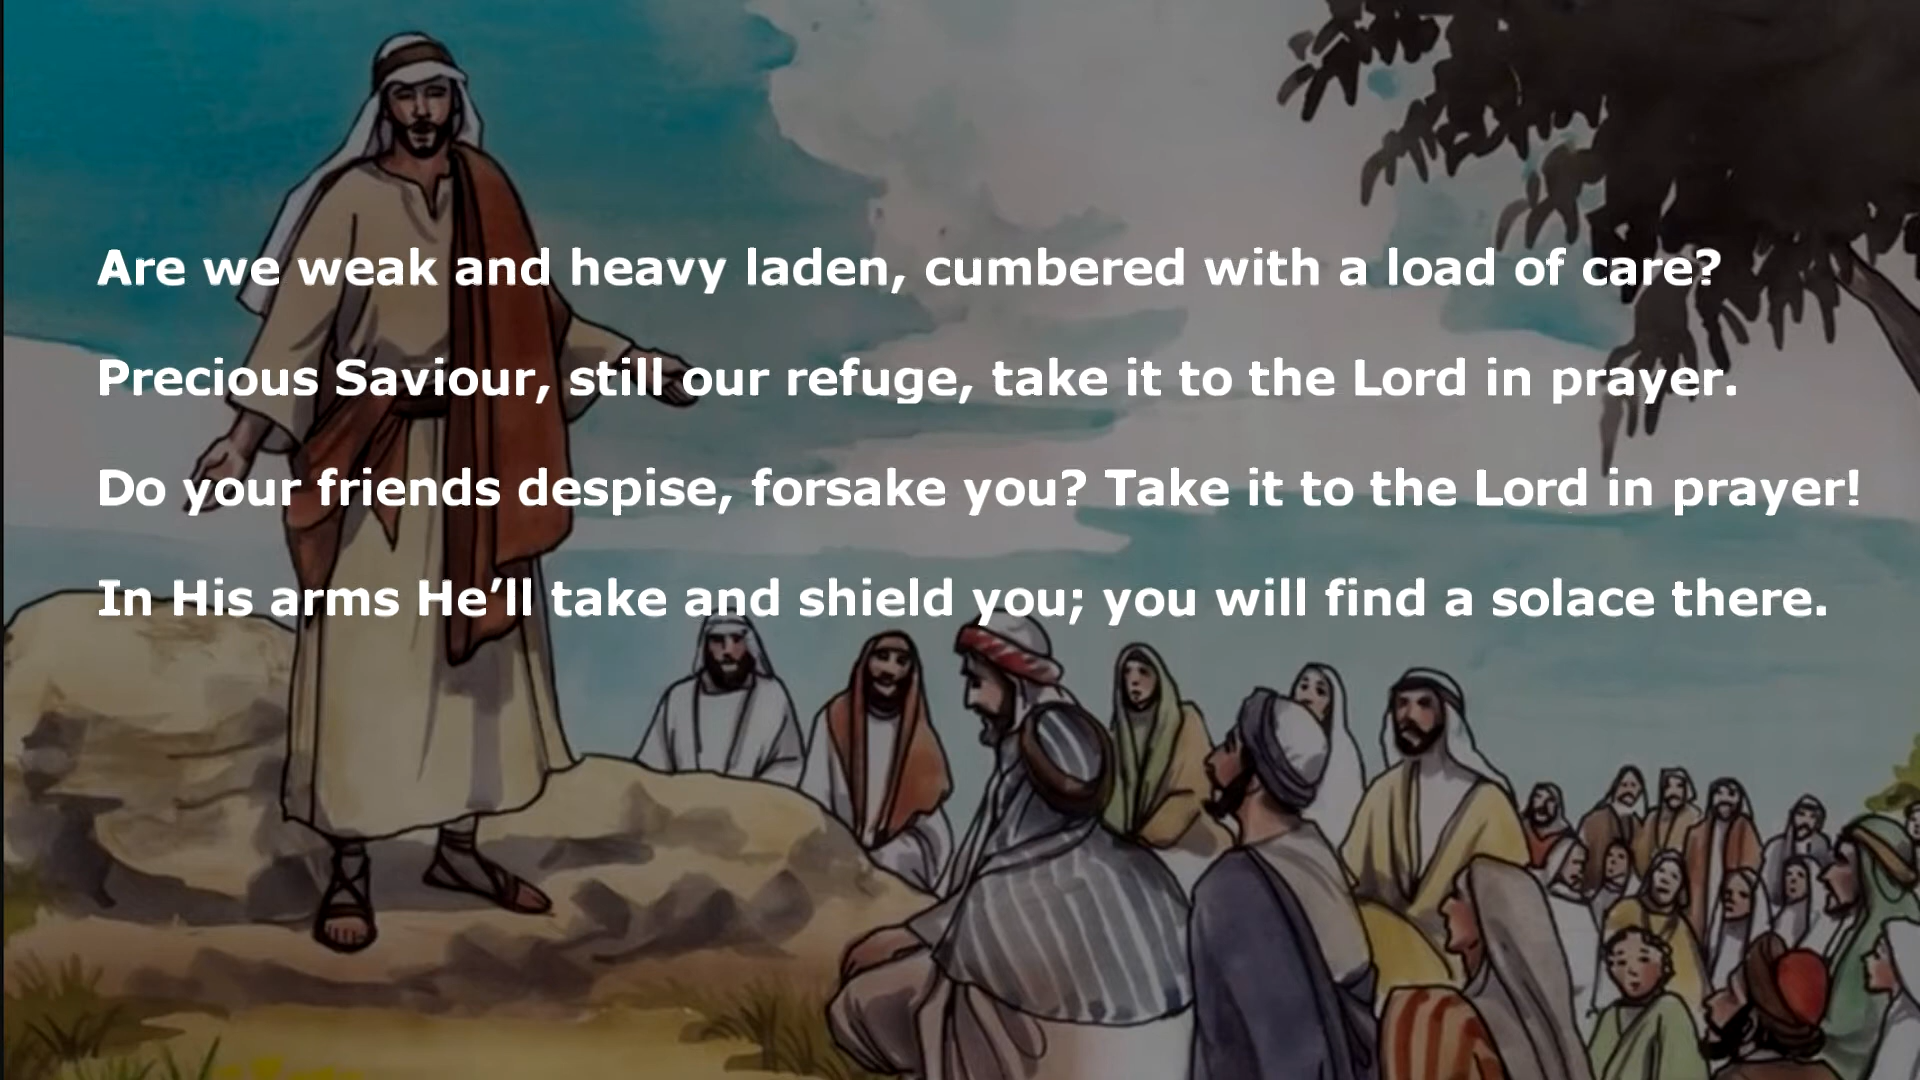 Are we weak and heavy laden, cumbered with a load of care?
Precious Saviour, still our refuge, take it to the Lord in prayer.
Do your friends despise, forsake you? Take it to the Lord in prayer!
In His arms He’ll take and shield you; you will find a solace there.